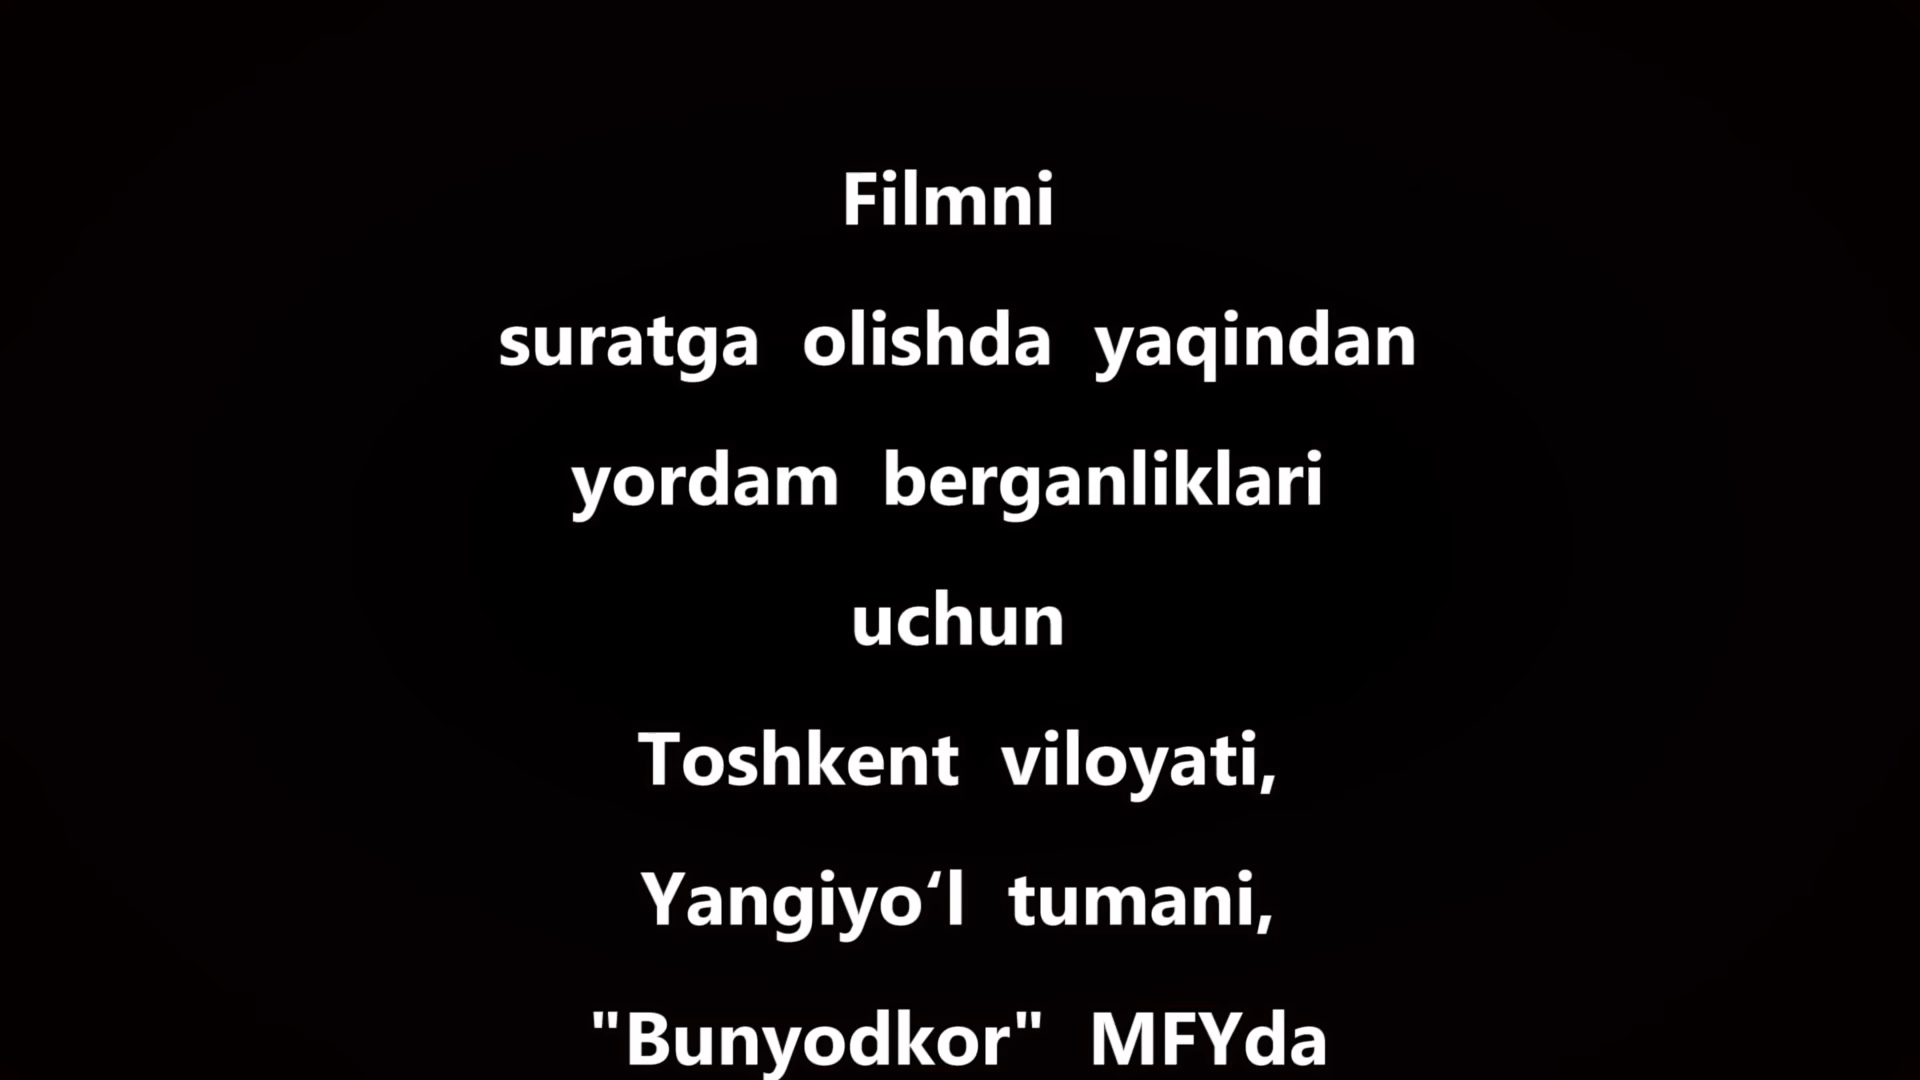 Filmni
suratga olishda yaqindan
yordam berganliklari
uchun
Toshkent viloyati,
Yangiyo‘l tumani,
"Bunyodkor" MFYda